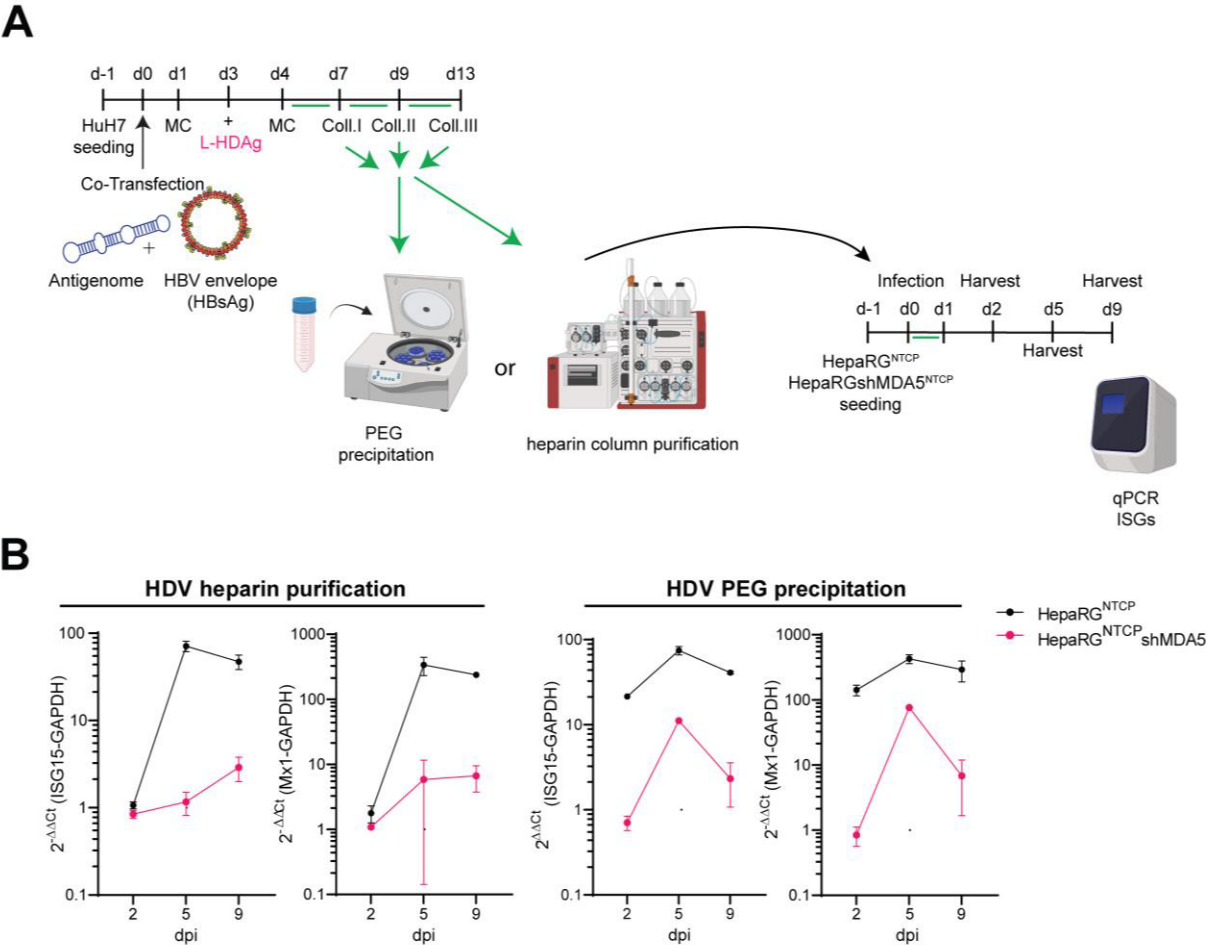 A
d-1 d0 d1 d3 d4 d7 d9 d13
HuH7 seeding
MC
+
L-HDAg
MC
Coll.I Coll.II Coll.III
Co-Transfection
+
Antigenome
HBV envelope
(HBsAg)
PEG
precipitation
or
heparin column purification
Infection Harvest Harvest
d-1 d0 d1 d2 d5 d9
Harvest
HepaRG^NTCP
HepaRGshMDA5^NTCP
seeding
qPCR
ISGs
B
HDV heparin purification
2^-ΔΔCt (ISG15-GAPDH)
100
10
1
0.1
2 5 9
dpi
2^-ΔΔCt (Mx1-GAPDH)
1000
100
10
1
0.1
2 5 9
dpi
HDV PEG precipitation
2^ΔΔCt (ISG15-GAPDH)
100
10
1
0.1
2 5 9
dpi
2^-ΔΔCt (Mx1-GAPDH)
1000
100
10
1
0.1
2 5 9
dpi
HepaRG^NTCP
HepaRG^NTCP shMDA5